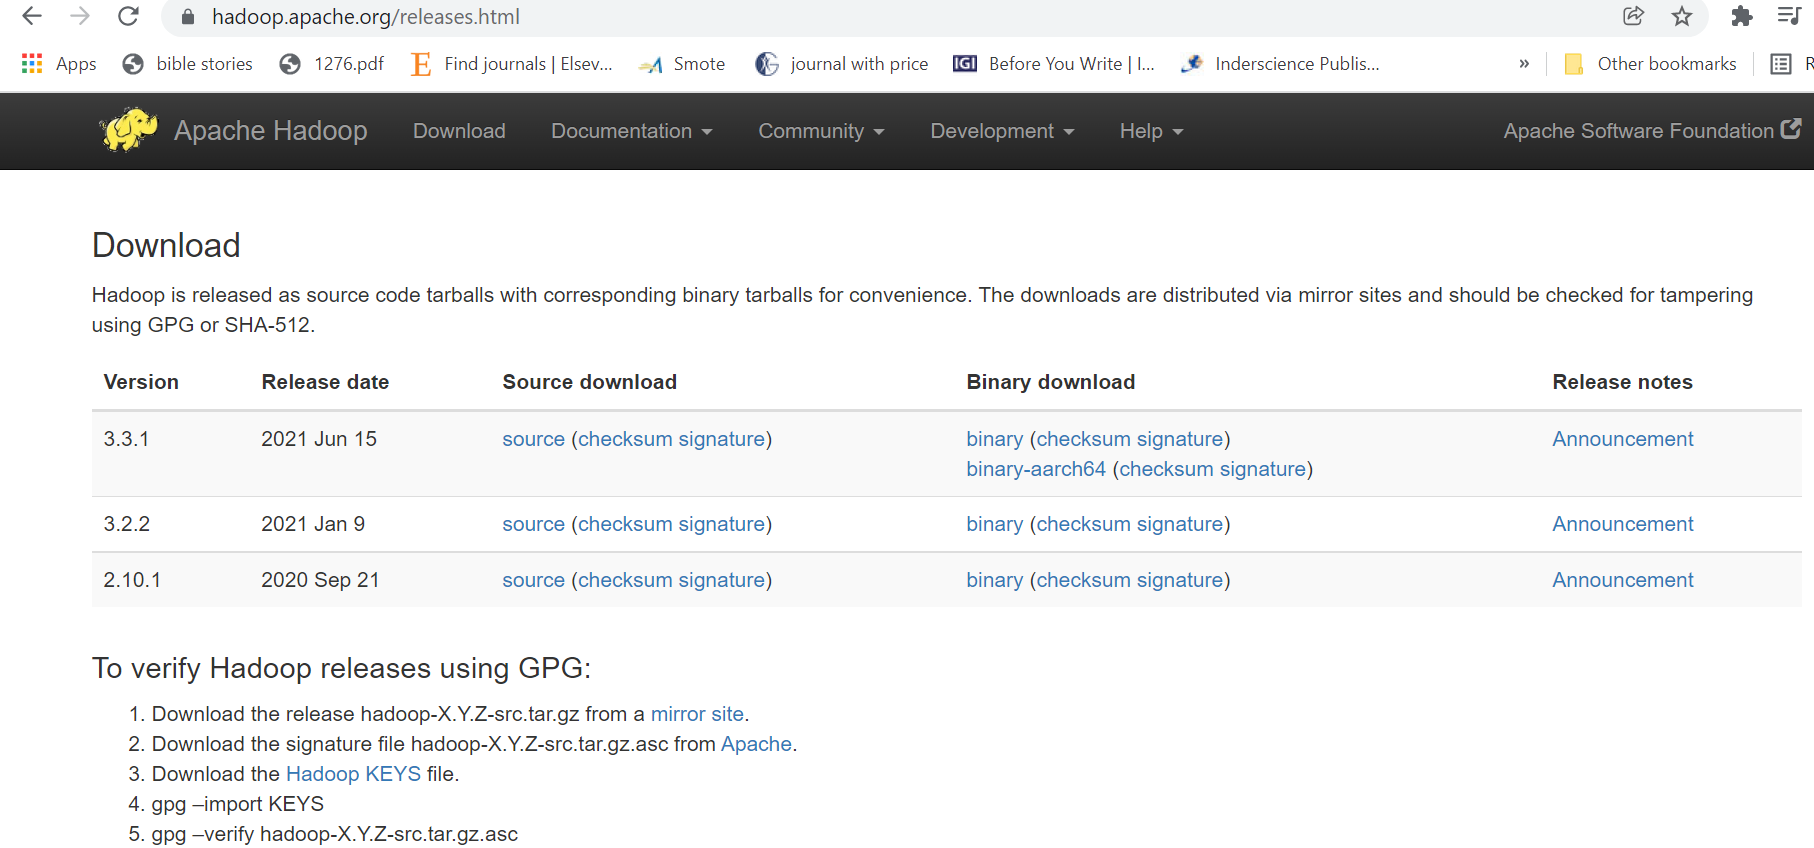 hadoop.apache.org/releases.html
Apps bible stories 1276.pdf Find journals | Elsev... Smote journal with price IGI Before You Write | I... Inderscience Publis... » Other bookmarks R
Apache Hadoop Download Documentation Community Development Help Apache Software Foundation
Download
Hadoop is released as source code tarballs with corresponding binary tarballs for convenience. The downloads are distributed via mirror sites and should be checked for tampering
using GPG or SHA-512.
Version Release date Source download Binary download Release notes
3.3.1 2021 Jun 15 source (checksum signature) binary (checksum signature) Announcement
binary-aarch64 (checksum signature)
3.2.2 2021 Jan 9 source (checksum signature) binary (checksum signature) Announcement
2.10.1 2020 Sep 21 source (checksum signature) binary (checksum signature) Announcement
To verify Hadoop releases using GPG:
1. Download the release hadoop-X.Y.Z-src.tar.gz from a mirror site.
2. Download the signature file hadoop-X.Y.Z-src.tar.gz.asc from Apache.
3. Download the Hadoop KEYS file.
4. gpg –import KEYS
5. gpg –verify hadoop-X.Y.Z-src.tar.gz.asc